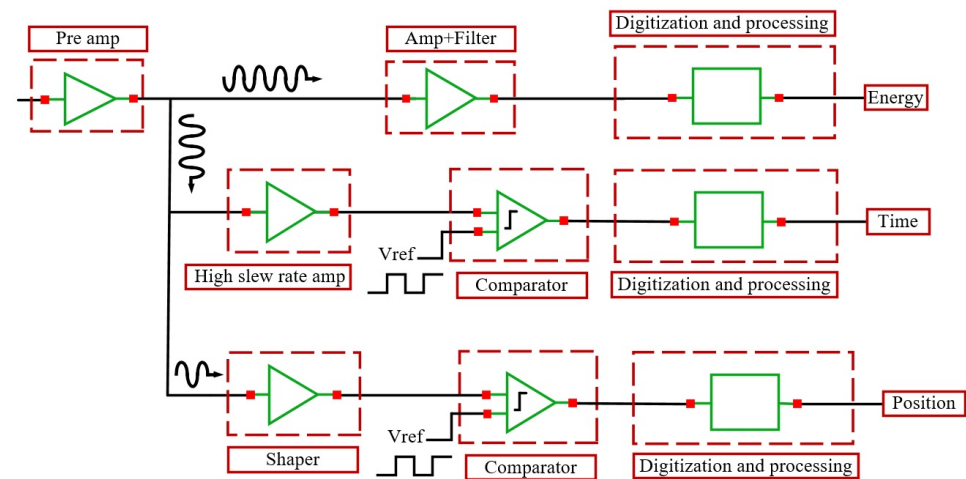 Pre amp
Amp+Filter
Digitization and processing
Energy
High slew rate amp
Vref
Comparator
Digitization and processing
Time
Shaper
Vref
Comparator
Digitization and processing
Position